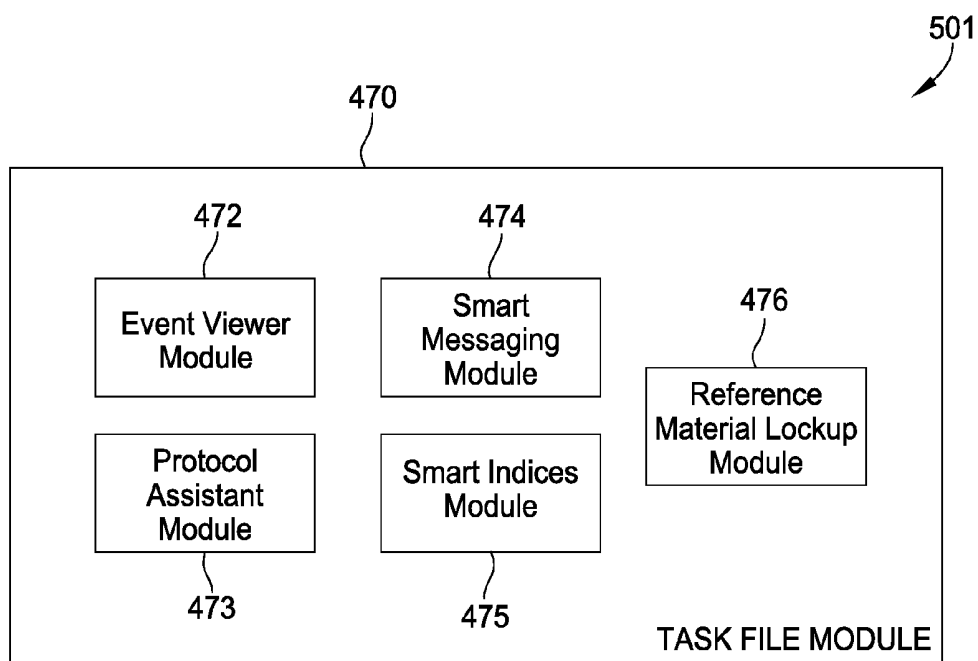 501
470
472
474
476
Event Viewer
Module
Smart
Messaging
Module
Reference
Material Lockup
Module
Protocol
Assistant
Module
Smart Indices
Module
473
475
TASK FILE MODULE